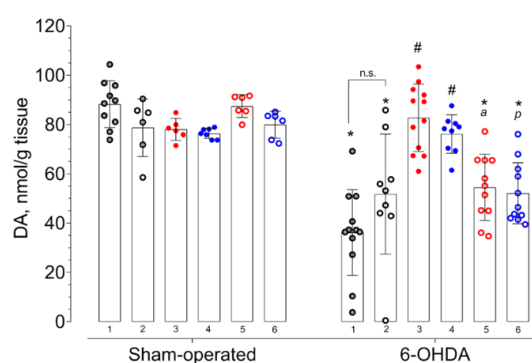 DA, nmol/g tissue
120
100
80
60
40
20
0
n.s.
*
*
#
#
*
a
*
p
1 2 3 4 5 6
1 2 3 4 5 6
Sham-operated
6-OHDA